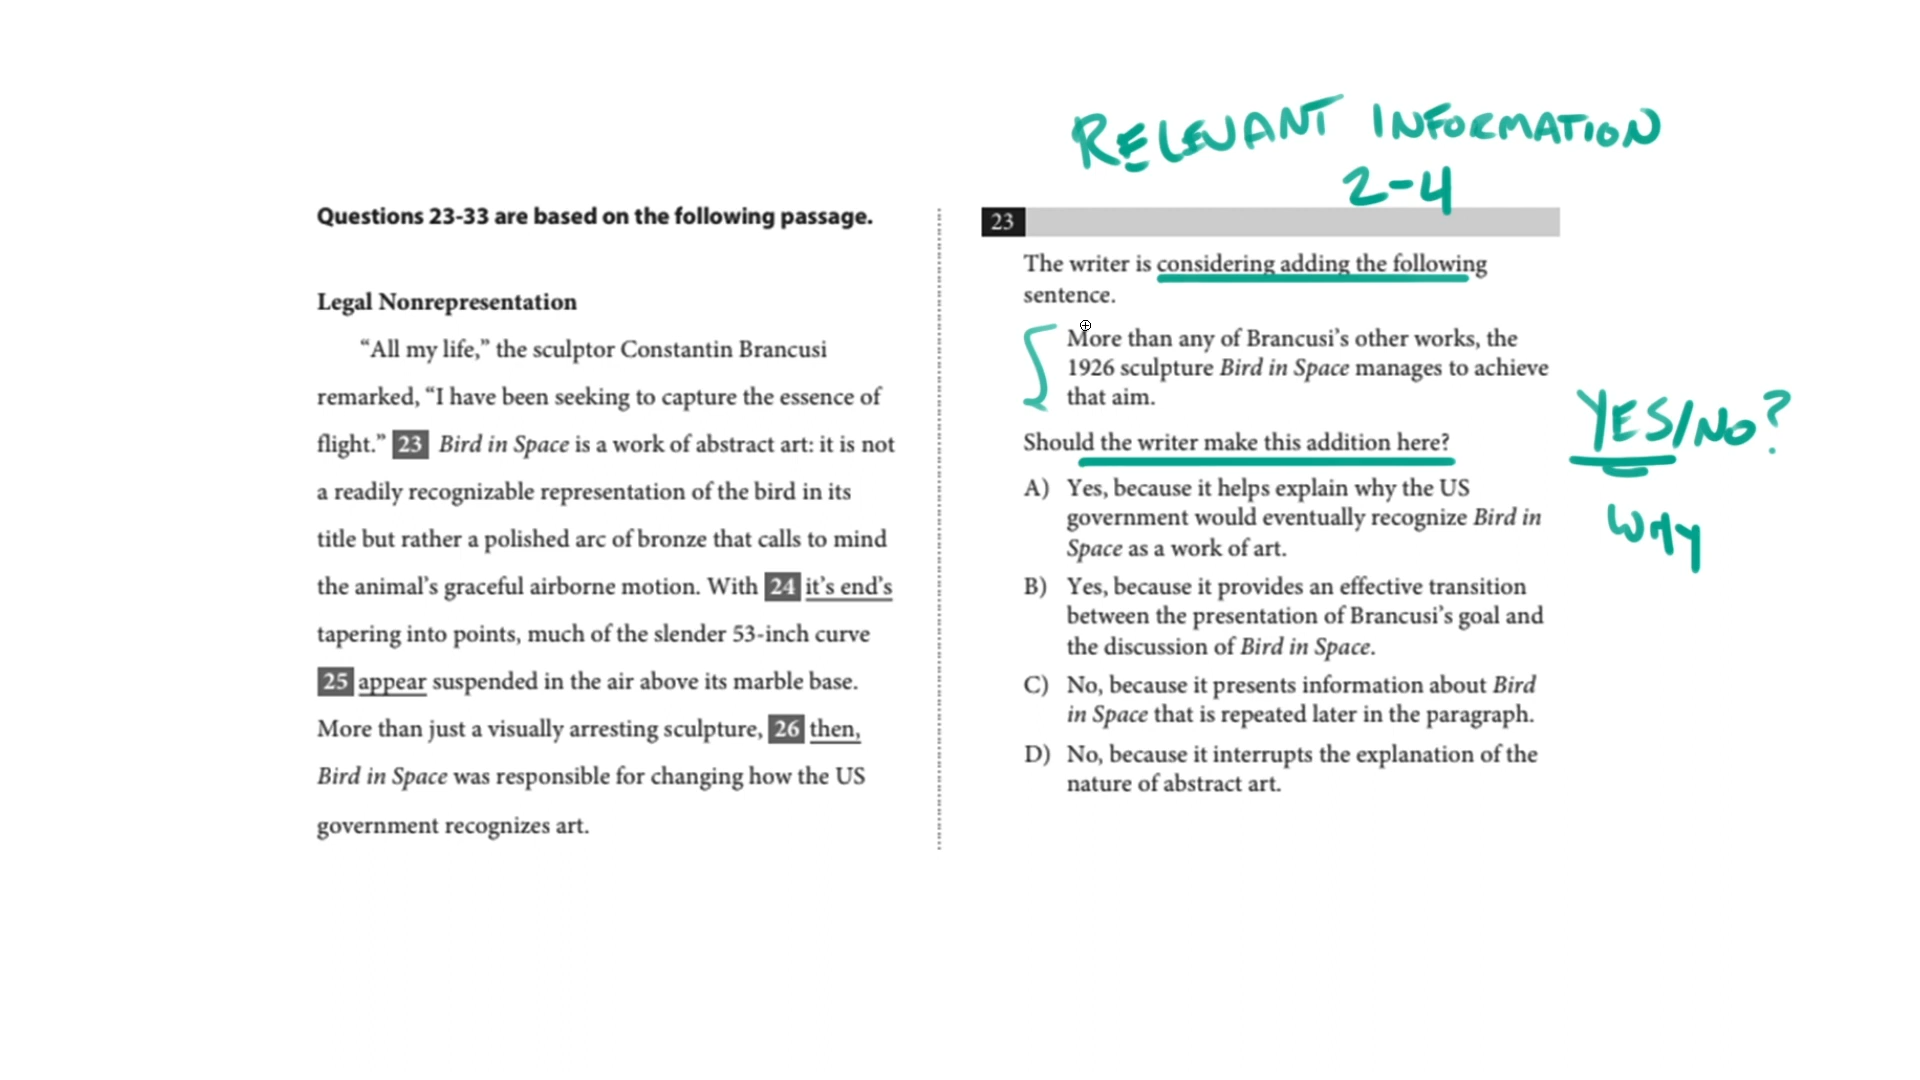 RELEVANT INFORMATION
2-4
Questions 23-33 are based on the following passage.
Legal Nonrepresentation
“All my life,” the sculptor Constantin Brancusi
remarked, “I have been seeking to capture the essence of
flight.” 23 Bird in Space is a work of abstract art: it is not
a readily recognizable representation of the bird in its
title but rather a polished arc of bronze that calls to mind
the animal’s graceful airborne motion. With 24 it’s end’s
tapering into points, much of the slender 53-inch curve
25 appear suspended in the air above its marble base.
More than just a visually arresting sculpture, 26 then,
Bird in Space was responsible for changing how the US
government recognizes art.
23
The writer is considering adding the following
sentence.
More than any of Brancusi’s other works, the
1926 sculpture Bird in Space manages to achieve
that aim.
Should the writer make this addition here?
A) Yes, because it helps explain why the US
government would eventually recognize Bird in
Space as a work of art.
B) Yes, because it provides an effective transition
between the presentation of Brancusi’s goal and
the discussion of Bird in Space.
C) No, because it presents information about Bird
in Space that is repeated later in the paragraph.
D) No, because it interrupts the explanation of the
nature of abstract art.
YES/NO?
WHY